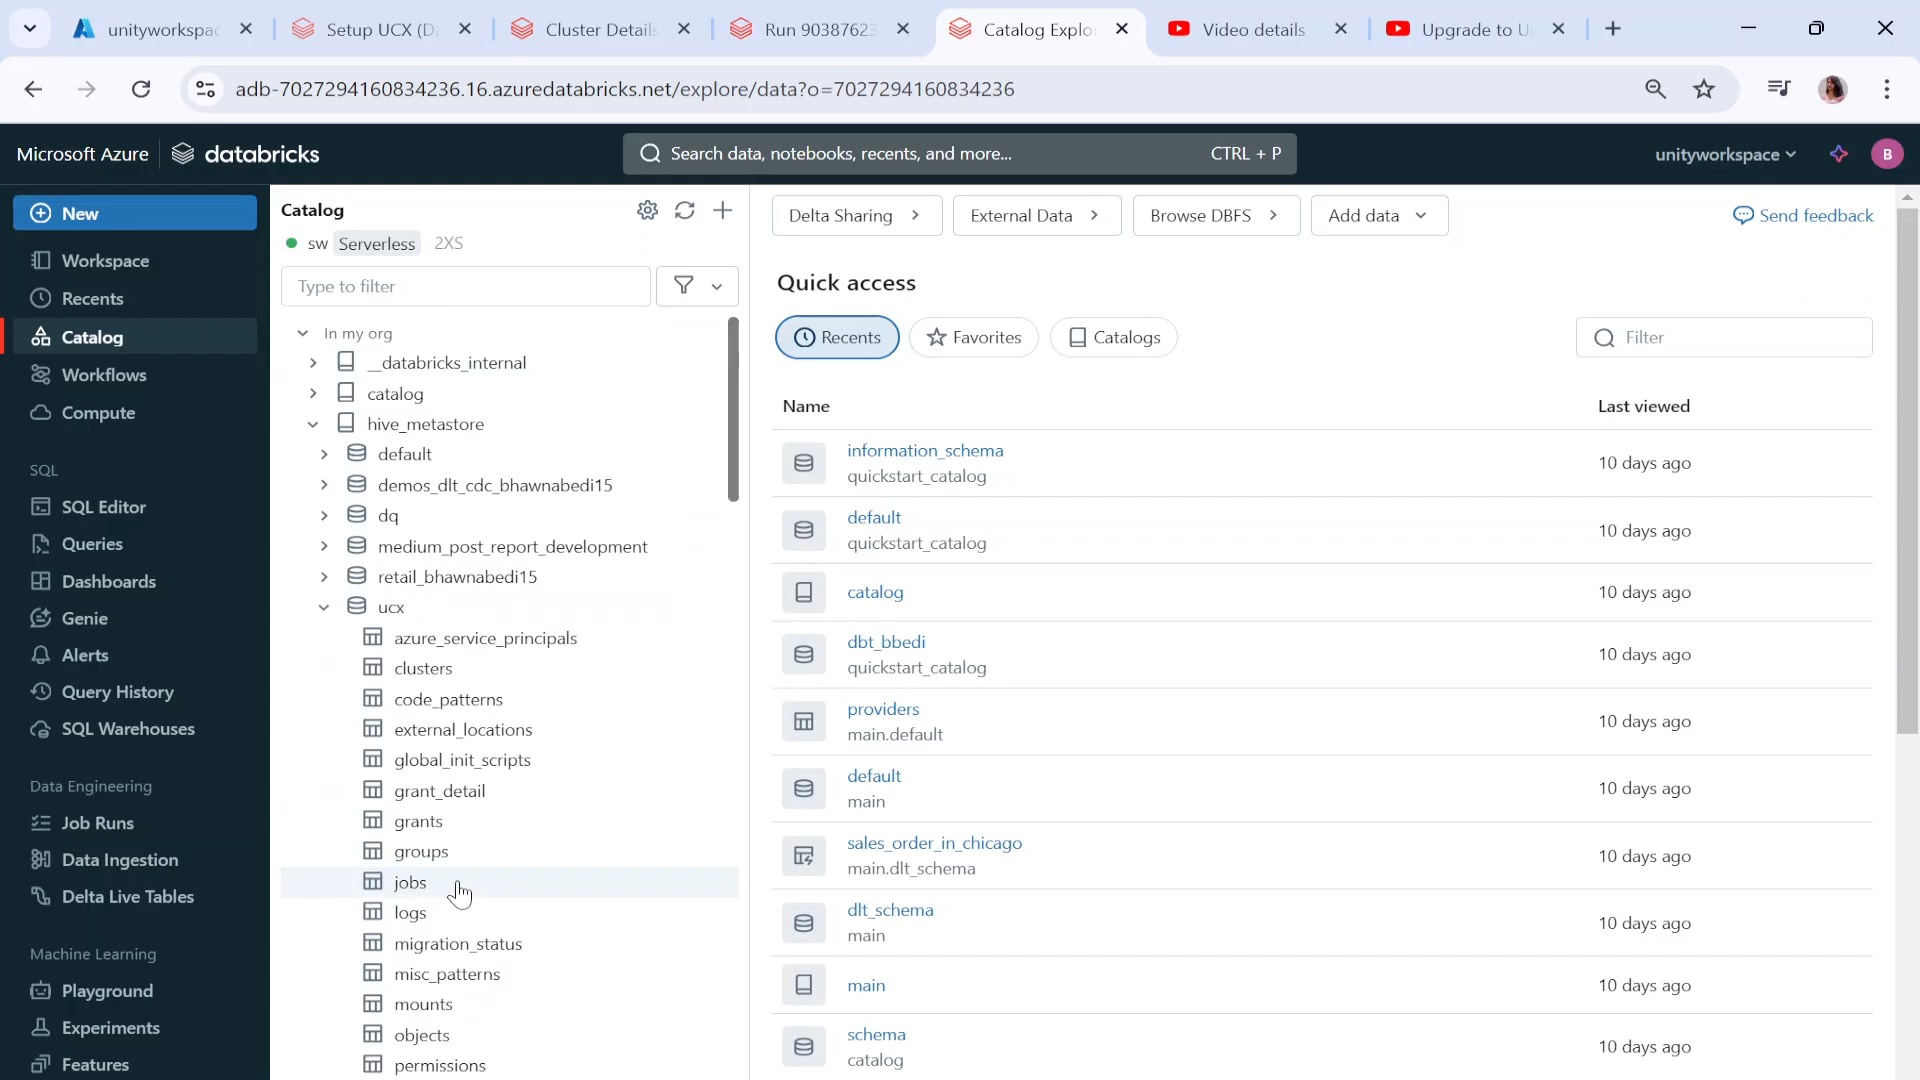 unityworkspac
Setup UCX (D
Cluster Details
Run 90387623
Catalog Explo
Video details
Upgrade to U
adb-7027294160834236.16.azuredatabricks.net/explore/data?o=7027294160834236
Microsoft Azure
databricks
Search data, notebooks, recents, and more...
CTRL + P
unityworkspace
B
New
Workspace
Recents
Catalog
Workflows
Compute
SQL
SQL Editor
Queries
Dashboards
Genie
Alerts
Query History
SQL Warehouses
Data Engineering
Job Runs
Data Ingestion
Delta Live Tables
Machine Learning
Playground
Experiments
Features
Catalog
sw Serverless 2XS
Type to filter
In my org
__databricks_internal
catalog
hive_metastore
default
demos_dlt_cdc_bhawnabedi15
dq
medium_post_report_development
retail_bhawnabedi15
ucx
azure_service_principals
clusters
code_patterns
external_locations
global_init_scripts
grant_detail
grants
groups
jobs
logs
migration_status
misc_patterns
mounts
objects
permissions
Delta Sharing
External Data
Browse DBFS
Add data
Send feedback
Quick access
Recents
Favorites
Catalogs
Filter
Name Last viewed
information_schema
quickstart_catalog
10 days ago
default
quickstart_catalog
10 days ago
catalog
10 days ago
dbt_bbedi
quickstart_catalog
10 days ago
providers
main.default
10 days ago
default
main
10 days ago
sales_order_in_chicago
main.dlt_schema
10 days ago
dlt_schema
main
10 days ago
main
10 days ago
schema
catalog
10 days ago